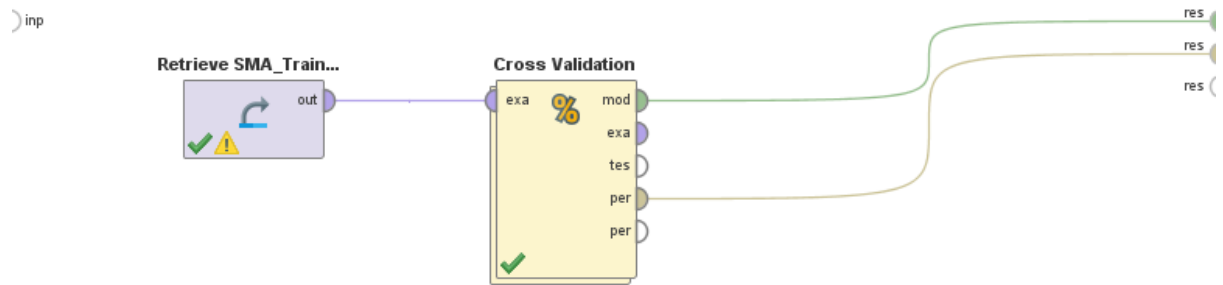 inp
res
res
res
Retrieve SMA_Train...
out
Cross Validation
exa
%
mod
exa
tes
per
per